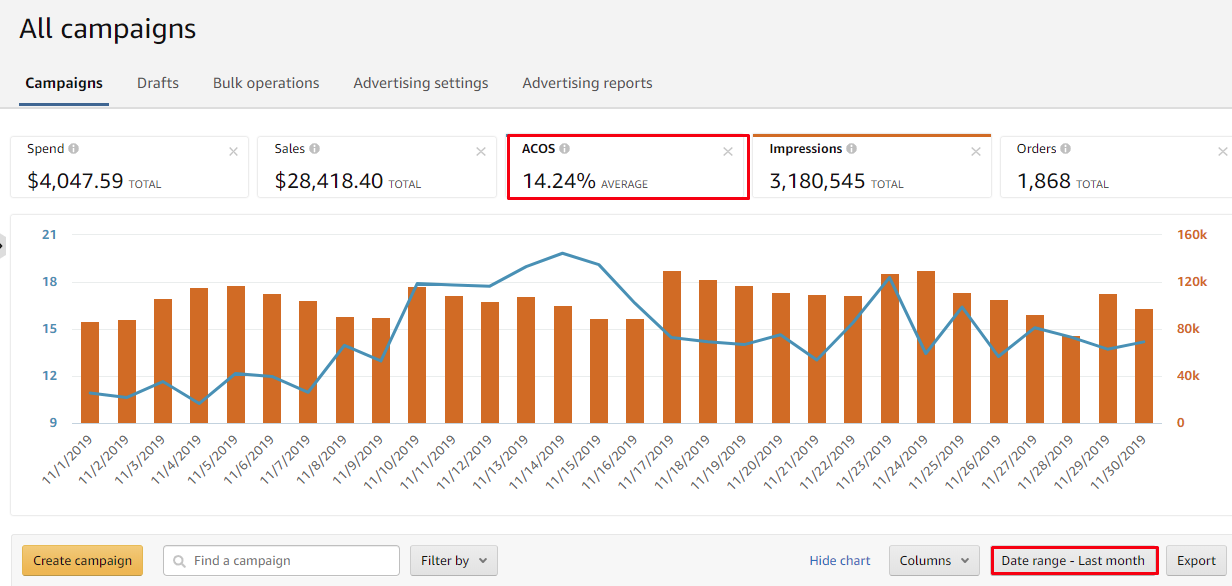 All campaigns
Campaigns Drafts Bulk operations Advertising settings Advertising reports
Spend Sales ACOS Impressions Orders
$4,047.59 TOTAL $28,418.40 TOTAL 14.24% AVERAGE 3,180,545 TOTAL 1,868 TOTAL
21 160k
18 120k
15 80k
12 40k
9 0
11/1/2019 11/2/2019 11/3/2019 11/4/2019 11/5/2019 11/6/2019 11/7/2019 11/8/2019 11/9/2019 11/10/2019 11/11/2019 11/12/2019 11/13/2019 11/14/2019 11/15/2019 11/16/2019 11/17/2019 11/18/2019 11/19/2019 11/20/2019 11/21/2019 11/22/2019 11/23/2019 11/24/2019 11/25/2019 11/26/2019 11/27/2019 11/28/2019 11/29/2019 11/30/2019
Create campaign Find a campaign Filter by Hide chart Columns Date range - Last month Export